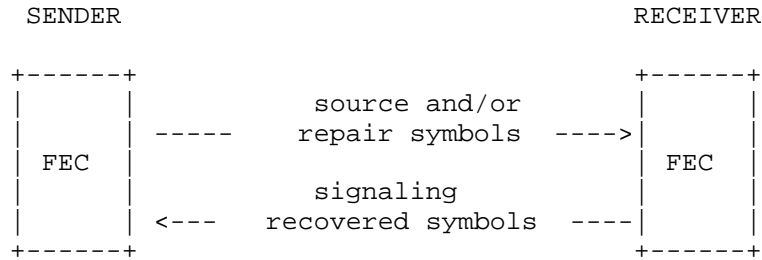 SENDER RECEIVER
+------+ +------+
| | source and/or | |
| | ----- repair symbols ---->| |
| FEC | | FEC |
| | signaling | |
| | <--- recovered symbols ----| |
+------+ +------+